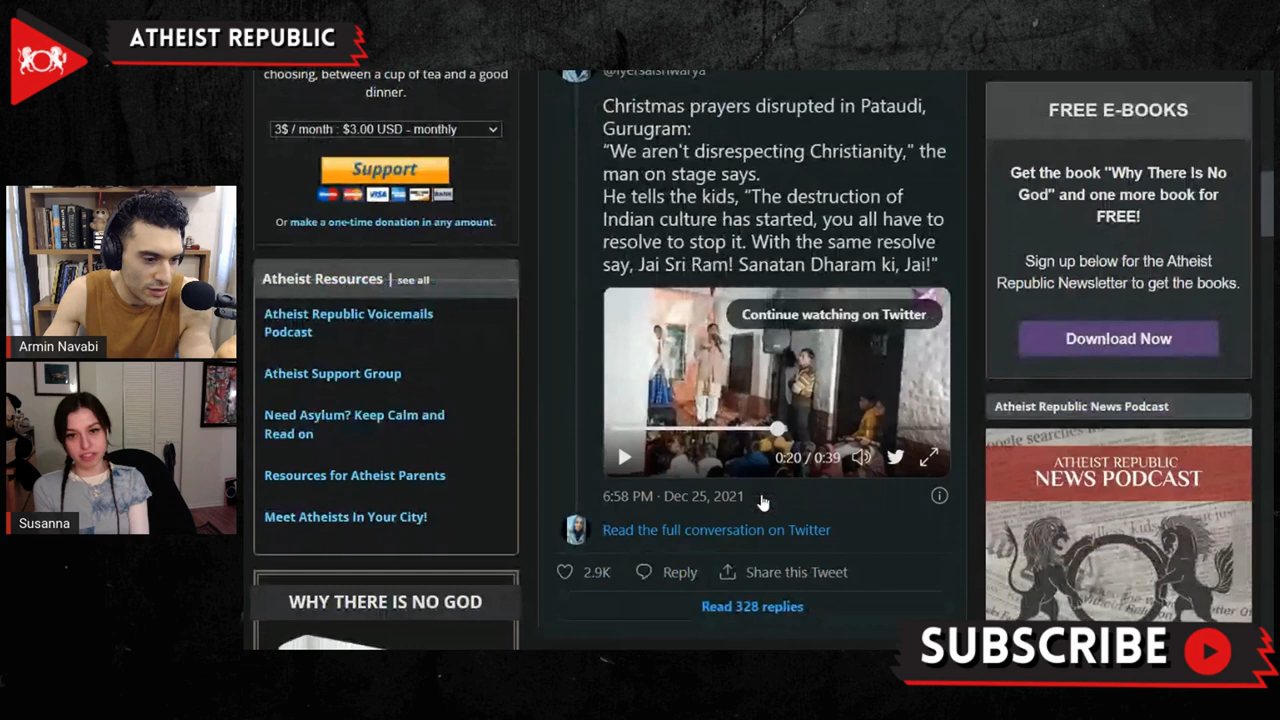 ATHEIST REPUBLIC
choosing, between a cup of tea and a good
dinner.
3$ / month : $3.00 USD - monthly
Support
Or make a one-time donation in any amount.
Atheist Resources | see all
Atheist Republic Voicemails
Podcast
Atheist Support Group
Need Asylum? Keep Calm and
Read on
Resources for Atheist Parents
Meet Atheists In Your City!
WHY THERE IS NO GOD
Armin Navabi
Susanna
@iyersaishwarya
Christmas prayers disrupted in Pataudi,
Gurugram:
“We aren't disrespecting Christianity," the
man on stage says.
He tells the kids, “The destruction of
Indian culture has started, you all have to
resolve to stop it. With the same resolve
say, Jai Sri Ram! Sanatan Dharam ki, Jai!"
Continue watching on Twitter
0:20 / 0:39
6:58 PM · Dec 25, 2021
Read the full conversation on Twitter
2.9K Reply Share this Tweet
Read 328 replies
FREE E-BOOKS
Get the book "Why There Is No
God" and one more book for
FREE!
Sign up below for the Atheist
Republic Newsletter to get the books.
Download Now
Atheist Republic News Podcast
ATHEIST REPUBLIC
NEWS PODCAST
SUBSCRIBE